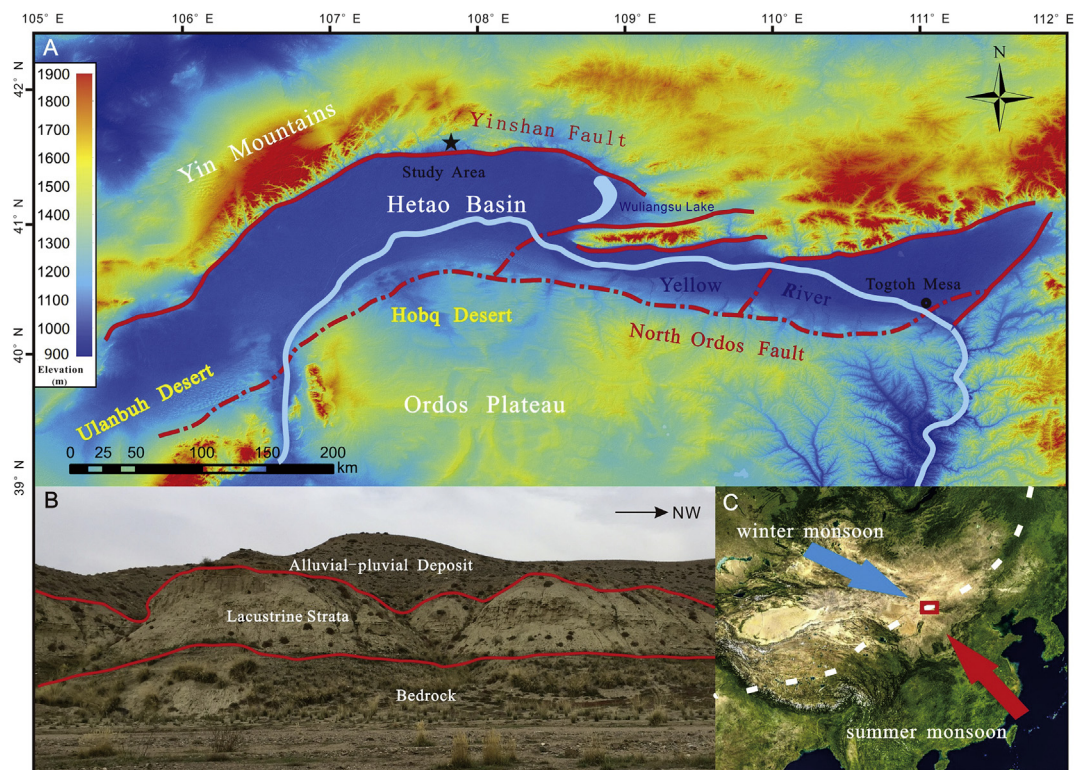 105° E 106° E 107° E 108° E 109° E 110° E 111° E 112° E
A
N
42° N
41° N
40° N
39° N
1900
1800
1700
1600
1500
1400
1300
1200
1100
1000
900
Elevation
(m)
Yin Mountains
Yinshan Fault
Study Area
Hetao Basin
Wuliangsu Lake
Yellow River
Togtoh Mesa
Hobq Desert
North Ordos Fault
Ulanbuh Desert
Ordos Plateau
0 25 50 100 150 200
km
B
NW
Alluvial-pluvial Deposit
Lacustrine Strata
Bedrock
C
winter monsoon
summer monsoon